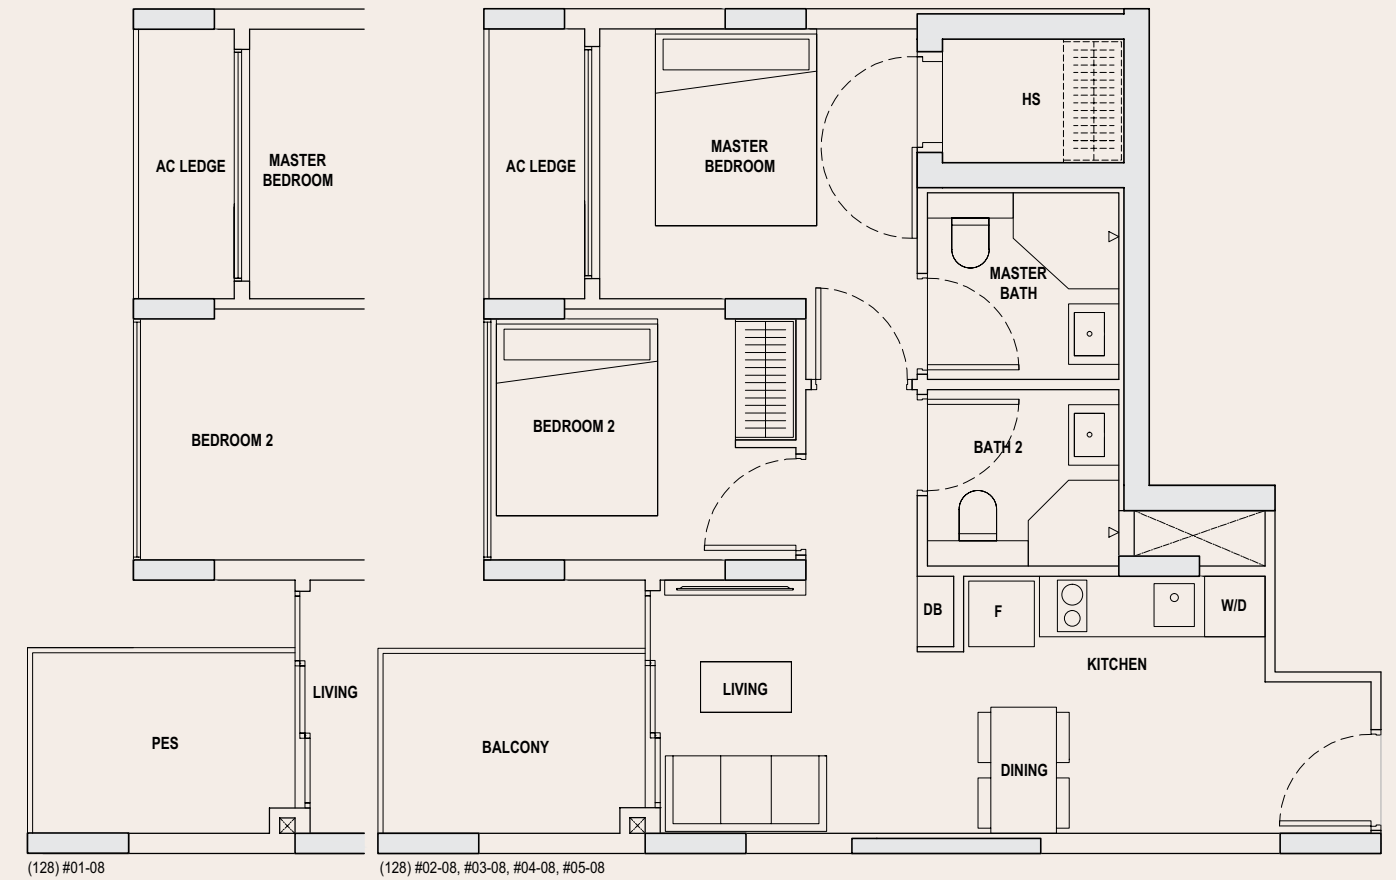 AC LEDGE
MASTER
BEDROOM
BEDROOM 2
LIVING
PES
(128) #01-08
AC LEDGE
MASTER
BEDROOM
HS
MASTER
BATH
BEDROOM 2
BATH 2
DB
F
W/D
KITCHEN
LIVING
BALCONY
DINING
(128) #02-08, #03-08, #04-08, #05-08